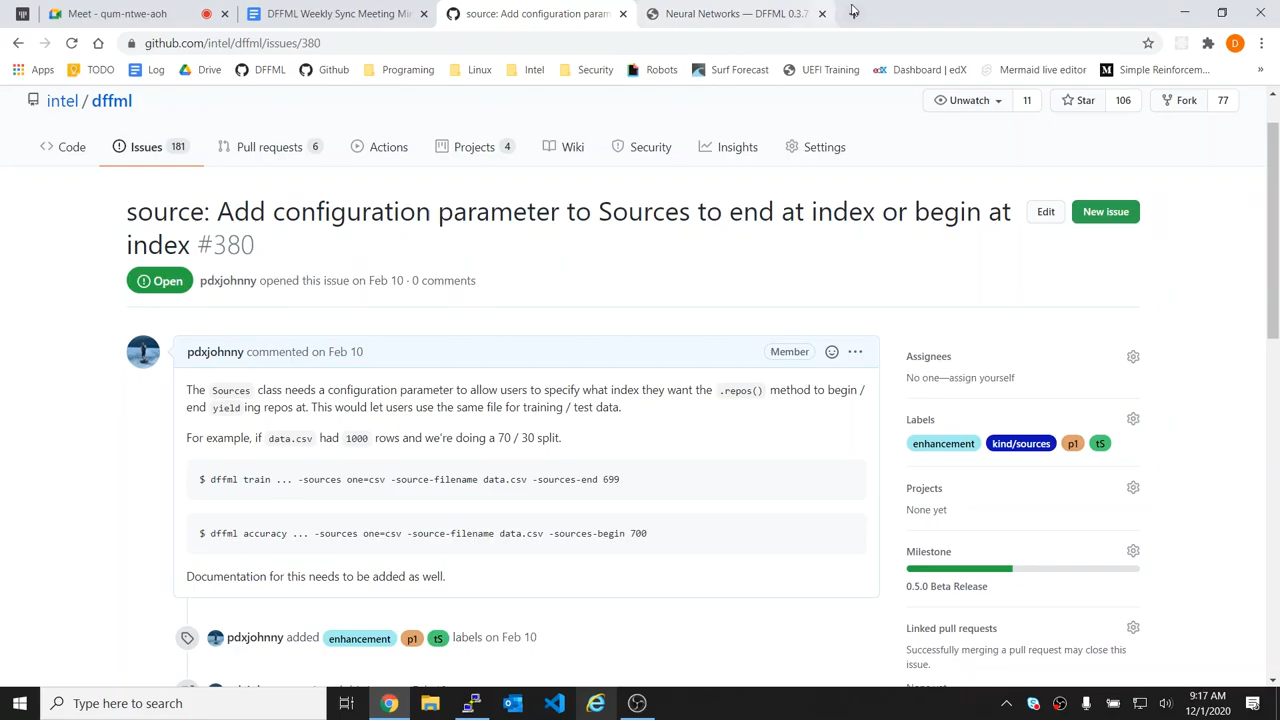 Meet - qum-ntwe-aoh
DFFML Weekly Sync Meeting Mi
source: Add configuration param
Neural Networks — DFFML 0.3.7
github.com/intel/dffml/issues/380
D
Apps TODO Log Drive DFFML Github Programing Linux Intel Security Robots Surf Forecast UEFI Training Dashboard | edX Mermaid live editor Simple Reinforcem... »
intel / dffml
Unwatch 11 Star 106 Fork 77
Code Issues 181 Pull requests 6 Actions Projects 4 Wiki Security Insights Settings
source: Add configuration parameter to Sources to end at index or begin at
index #380
Edit New issue
Open pdxjohnny opened this issue on Feb 10 · 0 comments
pdxjohnny commented on Feb 10
Member
The Sources class needs a configuration parameter to allow users to specify what index they want the .repos() method to begin /
end yield ing repos at. This would let users use the same file for training / test data.
For example, if data.csv had 1000 rows and we're doing a 70 / 30 split.
$ dffml train ... -sources one=csv -source-filename data.csv -sources-end 699
$ dffml accuracy ... -sources one=csv -source-filename data.csv -sources-begin 700
Documentation for this needs to be added as well.
pdxjohnny added enhancement p1 tS labels on Feb 10
Assignees
No one—assign yourself
Labels
enhancement kind/sources p1 tS
Projects
None yet
Milestone
0.5.0 Beta Release
Linked pull requests
Successfully merging a pull request may close this
issue.
Type here to search
9:17 AM
12/1/2020